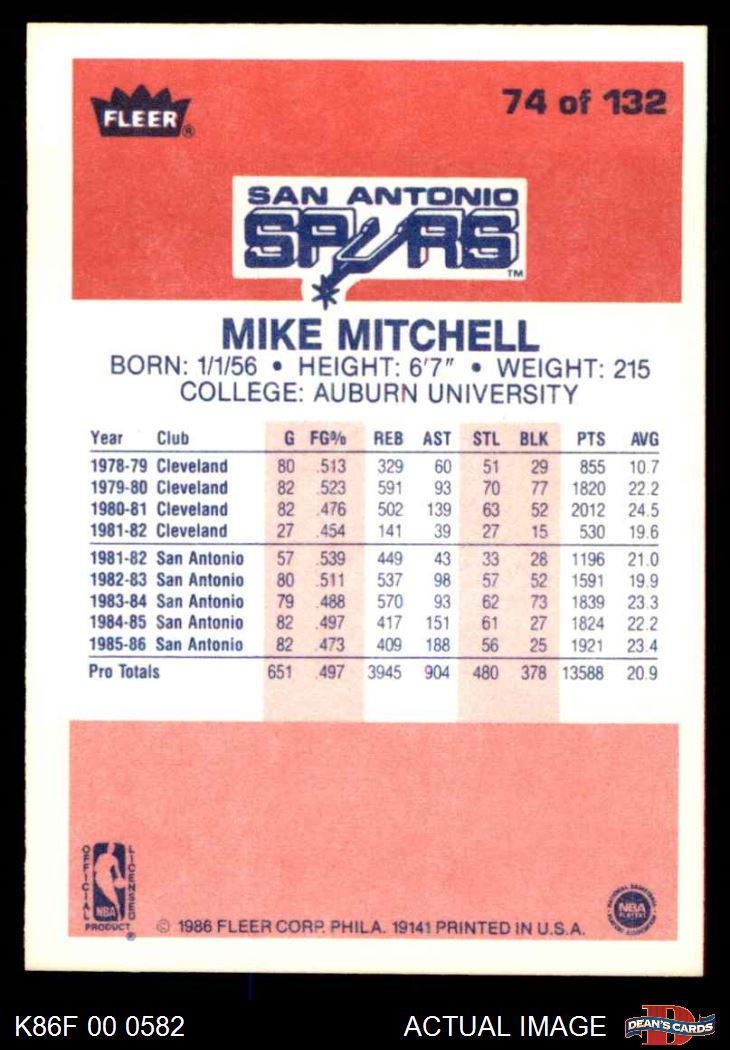 FLEER®
74 of 132
SAN ANTONIO
SPURS
TM
MIKE MITCHELL
BORN: 1/1/56 • HEIGHT: 6'7" • WEIGHT: 215
COLLEGE: AUBURN UNIVERSITY
Year Club G FG% REB AST STL BLK PTS AVG
1978-79 Cleveland 80 .513 329 60 51 29 855 10.7
1979-80 Cleveland 82 .523 591 93 70 77 1820 22.2
1980-81 Cleveland 82 .476 502 139 63 52 2012 24.5
1981-82 Cleveland 27 .454 141 39 27 15 530 19.6
1981-82 San Antonio 57 .539 449 43 33 28 1196 21.0
1982-83 San Antonio 80 .511 537 98 57 52 1591 19.9
1983-84 San Antonio 79 .488 570 93 62 73 1839 23.3
1984-85 San Antonio 82 .497 417 151 61 27 1824 22.2
1985-86 San Antonio 82 .473 409 188 56 25 1921 23.4
Pro Totals 651 .497 3945 904 480 378 13588 20.9
OFFICIAL LICENSED
NBA
PRODUCT ®
© 1986 FLEER CORP. PHILA. 19141 PRINTED IN U.S.A.
NATIONAL BASKETBALL
NBA
PLAYERS
ASSOCIATION
K86F 00 0582
ACTUAL IMAGE
D
DEAN'S CARDS